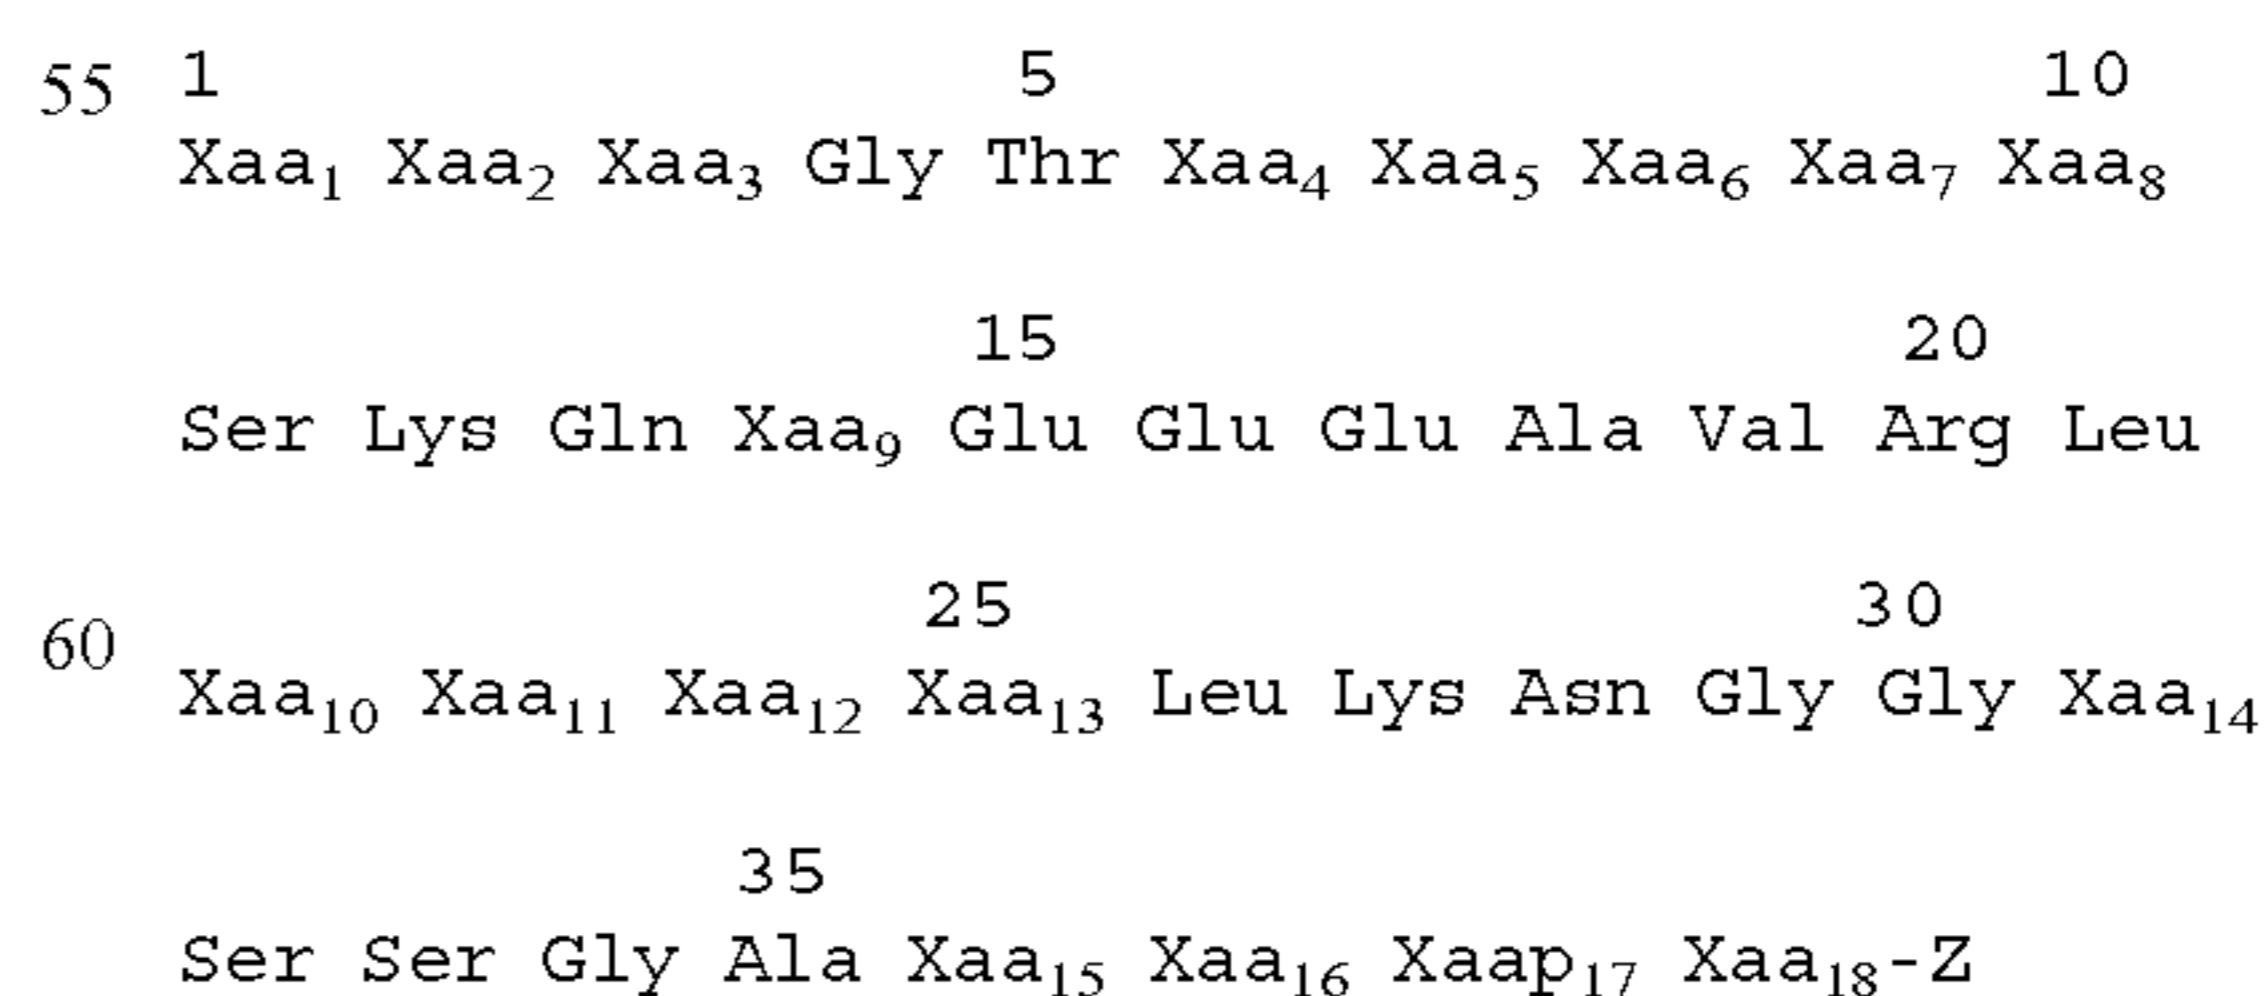 55 1 5 10
Xaa₁ Xaa₂ Xaa₃ Gly Thr Xaa₄ Xaa₅ Xaa₆ Xaa₇ Xaa₈
15 20
Ser Lys Gln Xaa₉ Glu Glu Glu Ala Val Arg Leu
25 30
60 Xaa₁₀ Xaa₁₁ Xaa₁₂ Xaa₁₃ Leu Lys Asn Gly Gly Xaa₁₄
35
Ser Ser Gly Ala Xaa₁₅ Xaa₁₆ Xaap₁₇ Xaa₁₈-Z